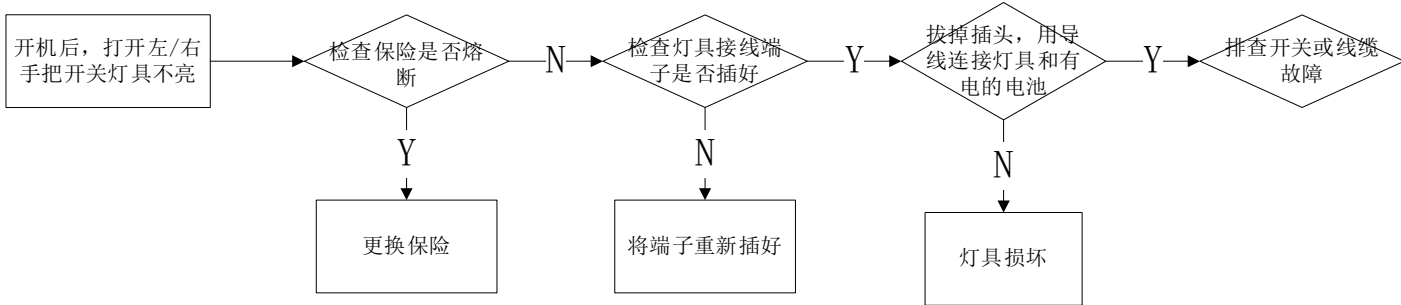 开机后，打开左/右
手把开关灯具不亮
检查保险是否熔
断
N
检查灯具接线端
子是否插好
Y
拔掉插头，用导
线连接灯具和有
电的电池
Y
排查开关或线缆
故障
Y
更换保险
N
将端子重新插好
N
灯具损坏